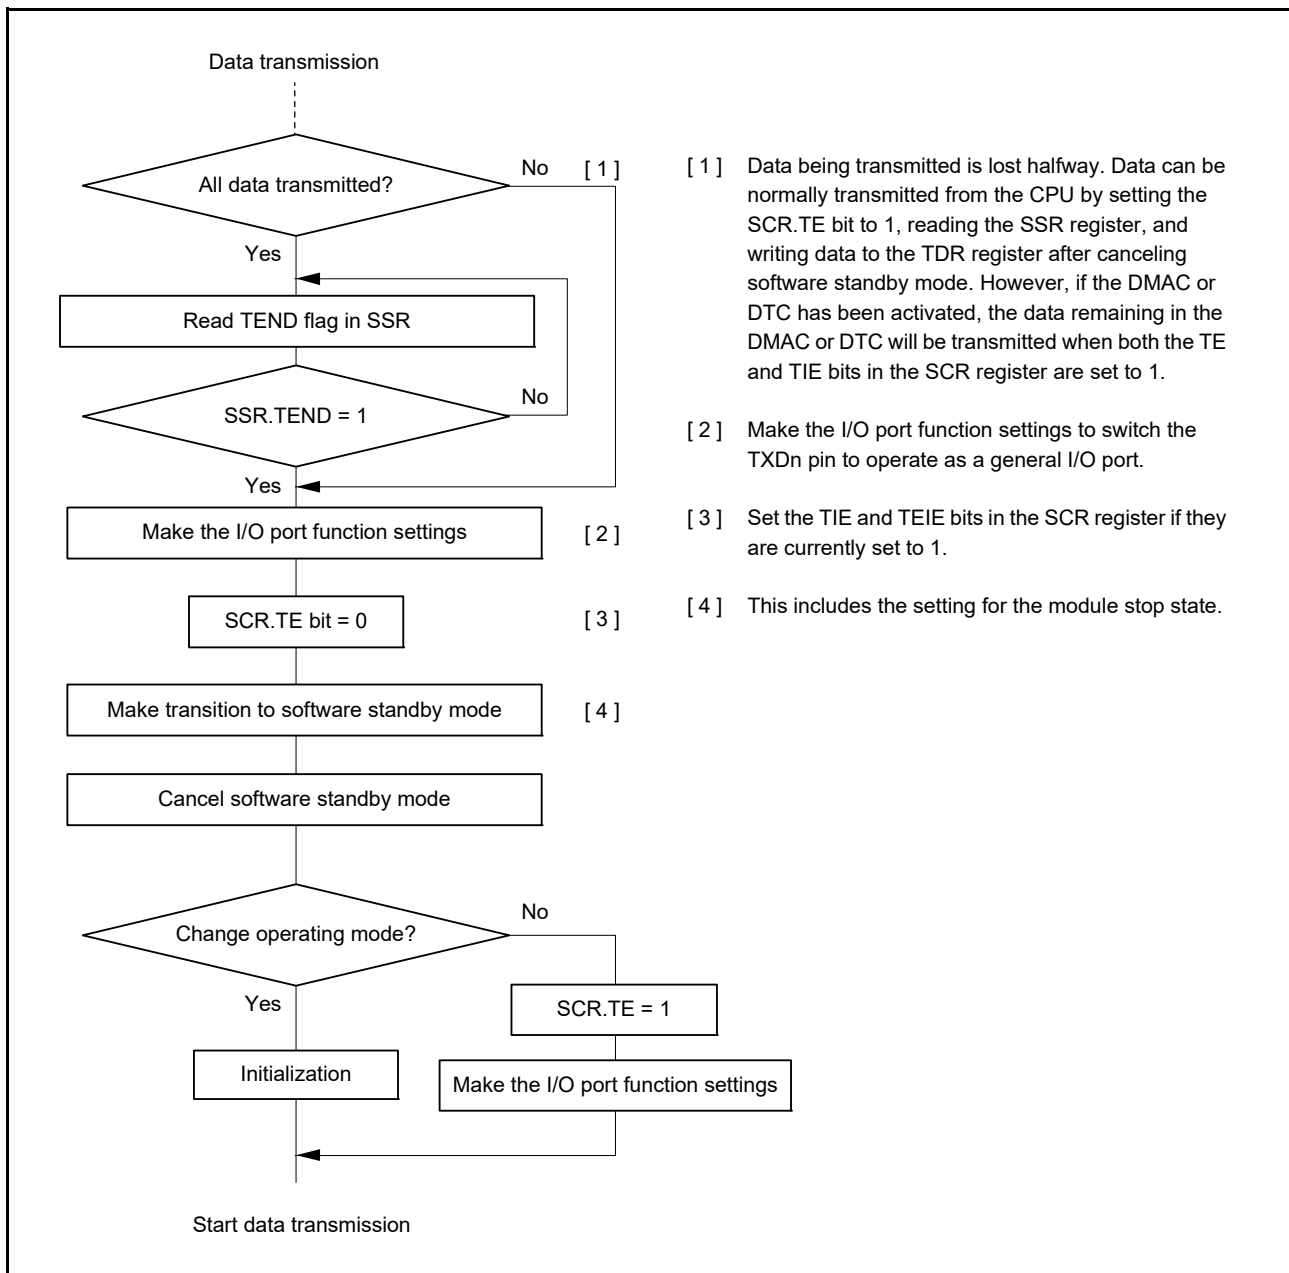 Data transmission
All data transmitted?
No
[ 1 ]
Yes
Read TEND flag in SSR
SSR.TEND = 1
No
Yes
Make the I/O port function settings
[ 2 ]
SCR.TE bit = 0
[ 3 ]
Make transition to software standby mode
[ 4 ]
Cancel software standby mode
Change operating mode?
No
Yes
SCR.TE = 1
Initialization
Make the I/O port function settings
Start data transmission
[ 1 ] Data being transmitted is lost halfway. Data can be
normally transmitted from the CPU by setting the
SCR.TE bit to 1, reading the SSR register, and
writing data to the TDR register after canceling
software standby mode. However, if the DMAC or
DTC has been activated, the data remaining in the
DMAC or DTC will be transmitted when both the TE
and TIE bits in the SCR register are set to 1.
[ 2 ] Make the I/O port function settings to switch the
TXDn pin to operate as a general I/O port.
[ 3 ] Set the TIE and TEIE bits in the SCR register if they
are currently set to 1.
[ 4 ] This includes the setting for the module stop state.